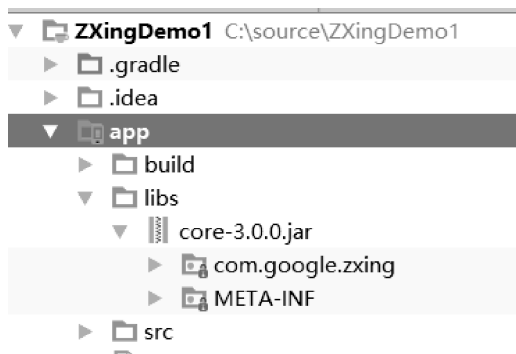 ZXingDemo1 C:\source\ZXingDemo1
.gradle
.idea
app
build
libs
core-3.0.0.jar
com.google.zxing
META-INF
src